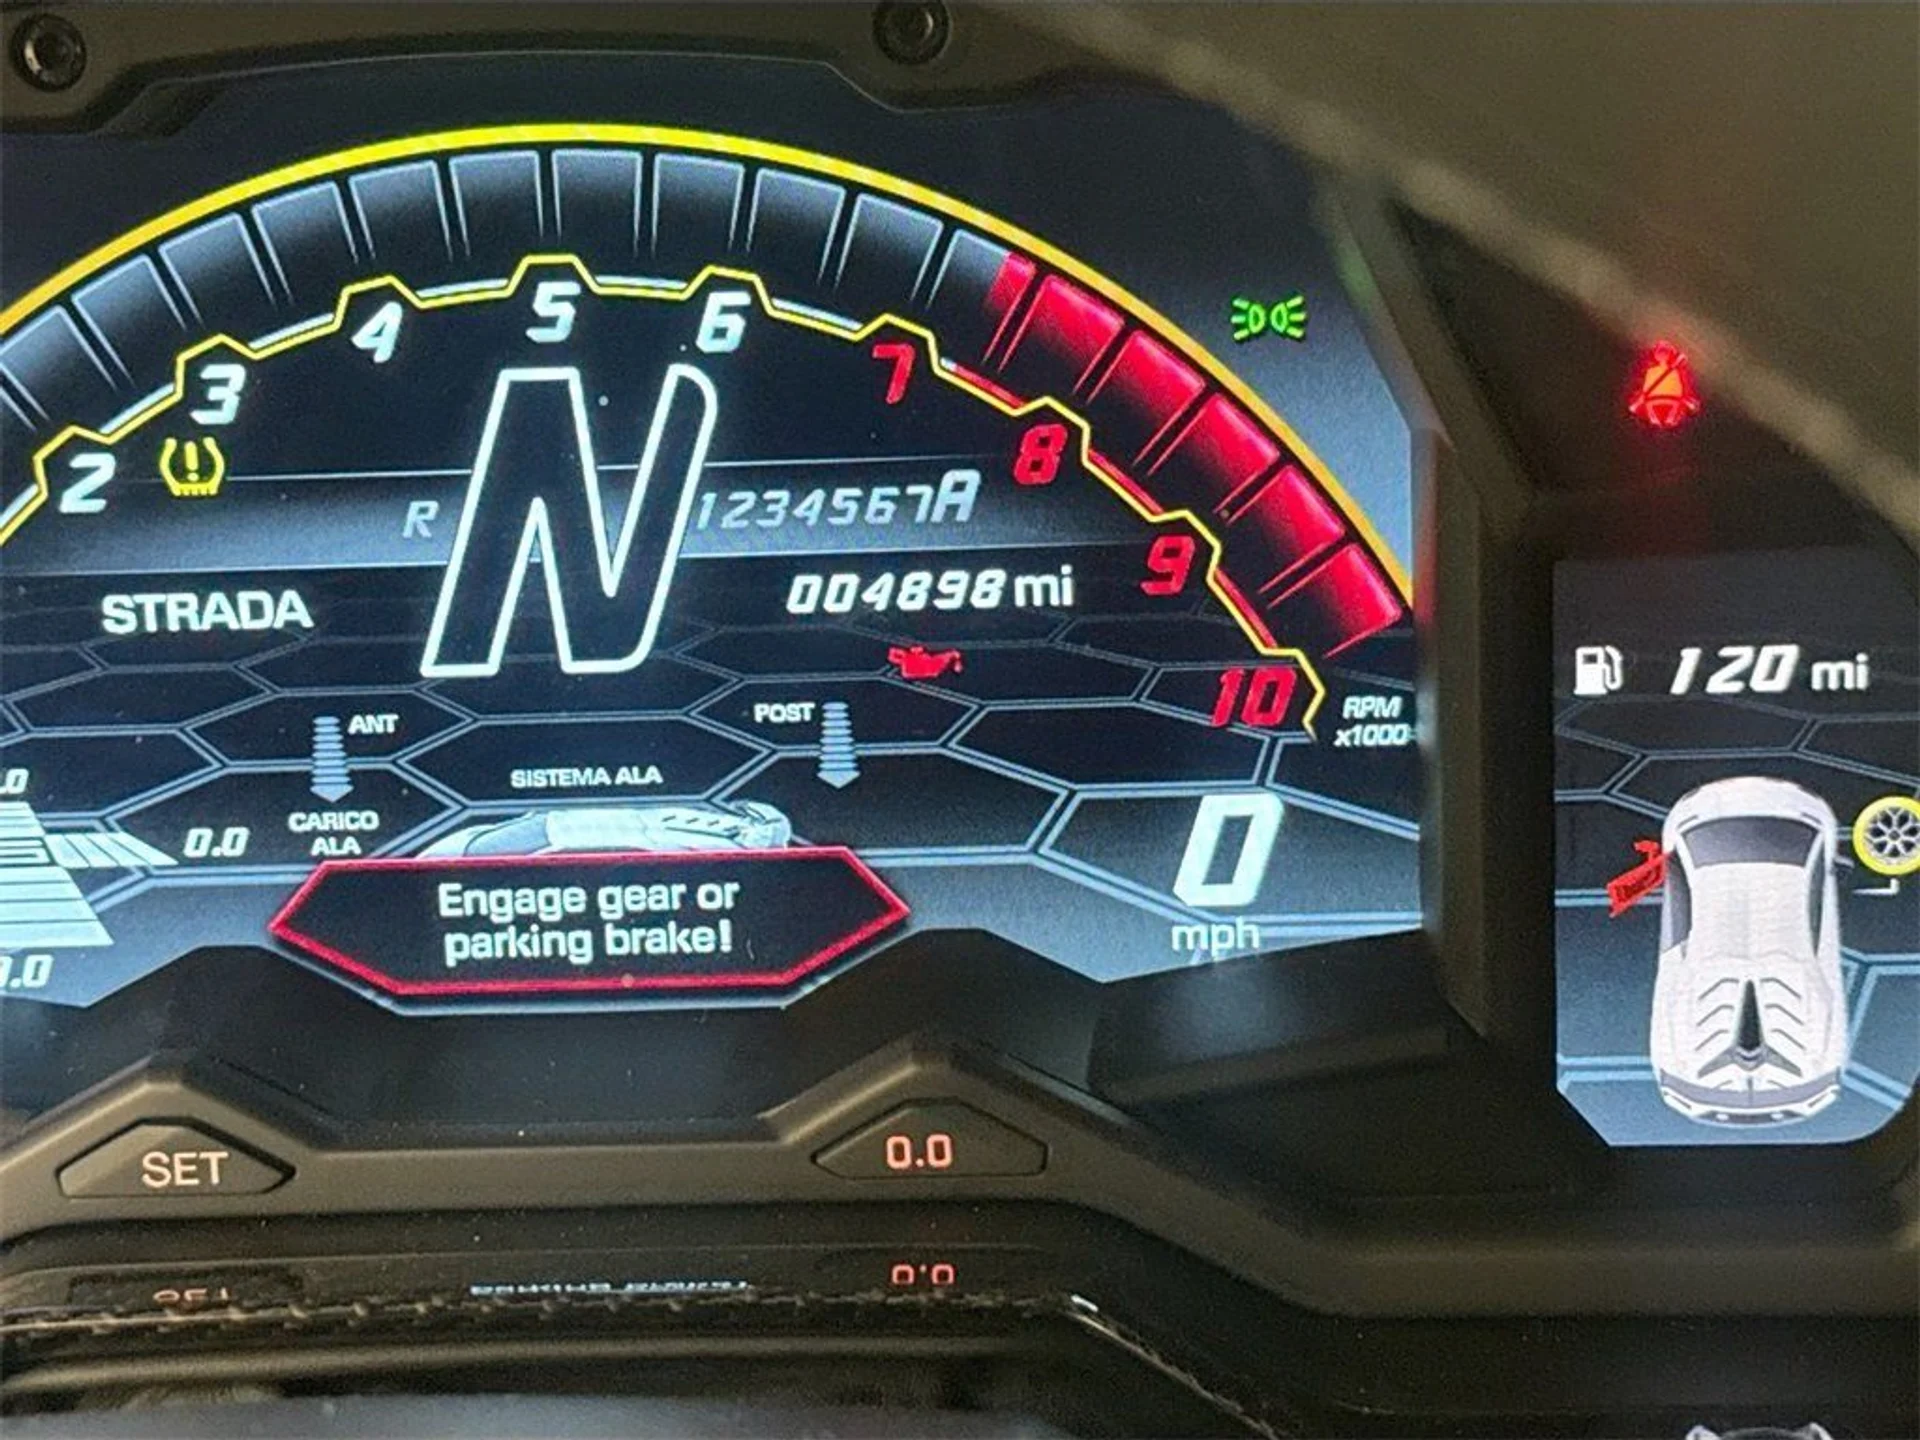 2
3
4
5
6
7
8
9
10
RPM
x1000
R N 1234567A
STRADA
004898 mi
120 mi
ANT
POST
SISTEMA ALA
0.0
CARICO
ALA
0
mph
Engage gear or
parking brake!
SET
0.0